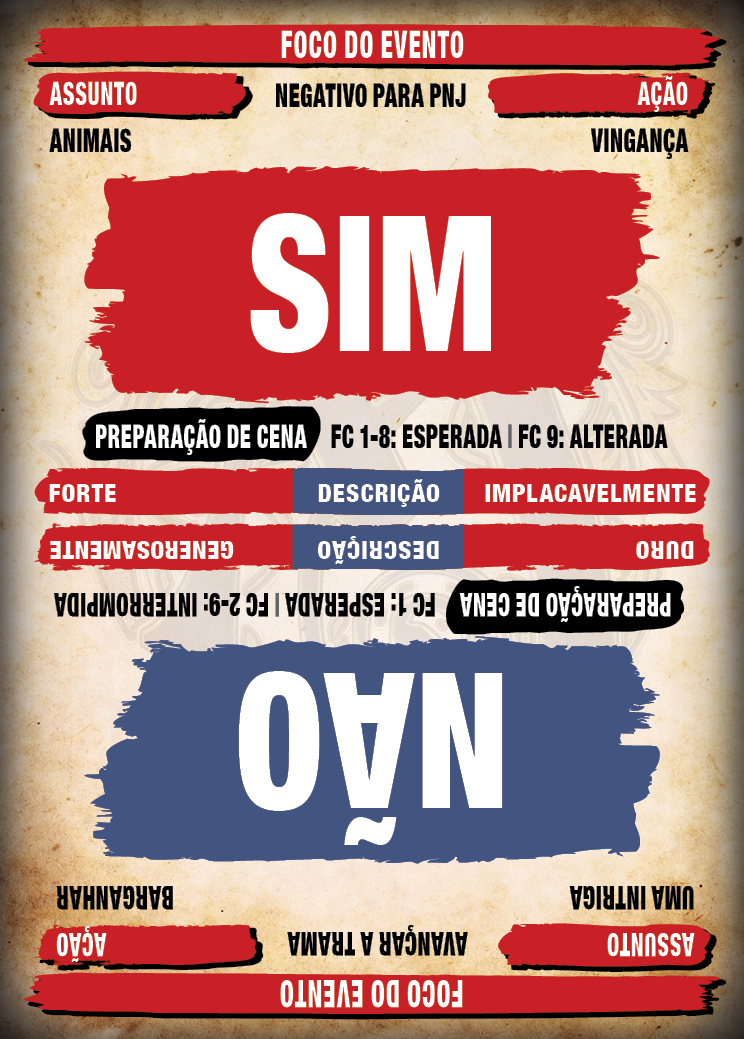 FOCO DO EVENTO
ASSUNTO NEGATIVO PARA PNJ AÇÃO
ANIMAIS VINGANÇA
SIM
PREPARAÇÃO DE CENA FC 1-8: ESPERADA | FC 9: ALTERADA
FORTE DESCRIÇÃO IMPLACAVELMENTE
DURO DESCRIÇÃO GENEROSAMENTE
PREPARAÇÃO DE CENA FC 1: ESPERADA | FC 2-9: INTERROMPIDA
NÃO
UMA INTRIGA BARGANHAR
ASSUNTO AVANÇAR A TRAMA AÇÃO
FOCO DO EVENTO